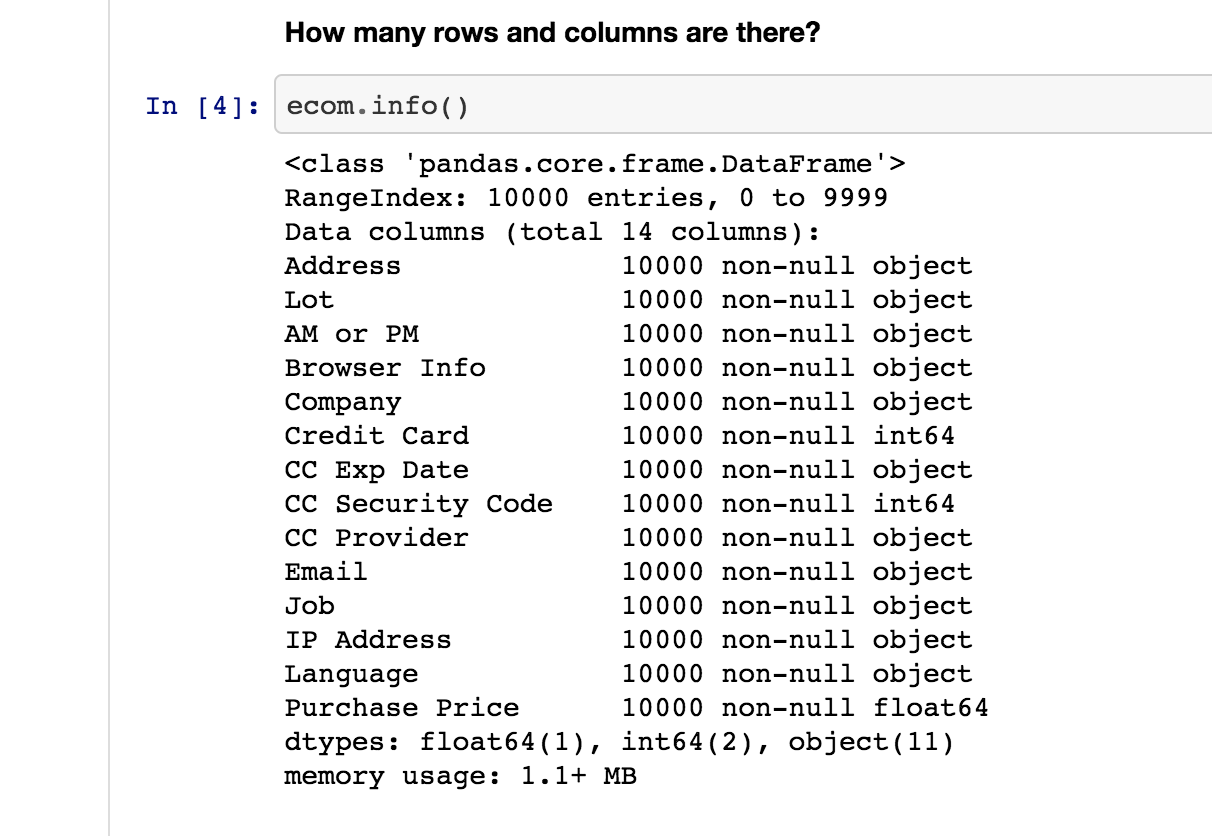 How many rows and columns are there?
In [4]: ecom.info()
<class 'pandas.core.frame.DataFrame'>
RangeIndex: 10000 entries, 0 to 9999
Data columns (total 14 columns):
Address             10000 non-null object
Lot                 10000 non-null object
AM or PM            10000 non-null object
Browser Info        10000 non-null object
Company             10000 non-null object
Credit Card         10000 non-null int64
CC Exp Date         10000 non-null object
CC Security Code    10000 non-null int64
CC Provider         10000 non-null object
Email               10000 non-null object
Job                 10000 non-null object
IP Address          10000 non-null object
Language            10000 non-null object
Purchase Price      10000 non-null float64
dtypes: float64(1), int64(2), object(11)
memory usage: 1.1+ MB